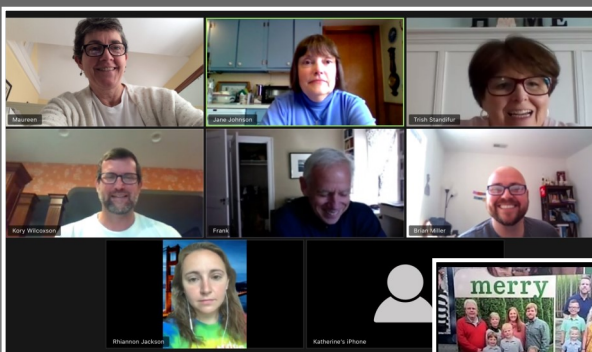 Maureen
Jane Johnson
Trish Standifur
Kory Wilcoxson
Frank
Brian Miller
Rhiannon Jackson
Katherine's iPhone
merry